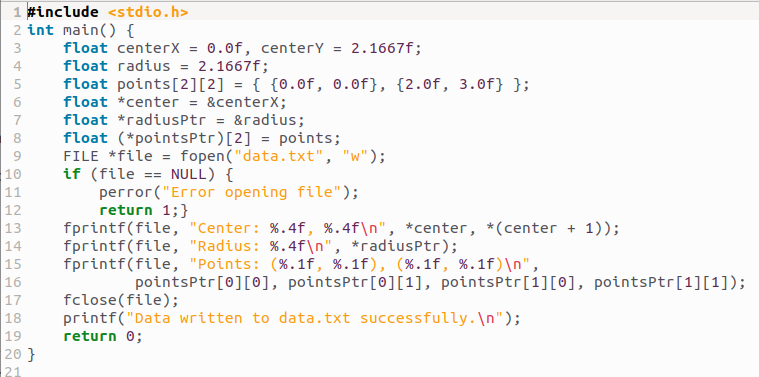 1 #include <stdio.h>
2 int main() {
3     float centerX = 0.0f, centerY = 2.1667f;
4     float radius = 2.1667f;
5     float points[2][2] = { {0.0f, 0.0f}, {2.0f, 3.0f} };
6     float *center = &centerX;
7     float *radiusPtr = &radius;
8     float (*pointsPtr)[2] = points;
9     FILE *file = fopen("data.txt", "w");
10     if (file == NULL) {
11         perror("Error opening file");
12         return 1;}
13     fprintf(file, "Center: %.4f, %.4f\n", *center, *(center + 1));
14     fprintf(file, "Radius: %.4f\n", *radiusPtr);
15     fprintf(file, "Points: (%.1f, %.1f), (%.1f, %.1f)\n",
16             pointsPtr[0][0], pointsPtr[0][1], pointsPtr[1][0], pointsPtr[1][1]);
17     fclose(file);
18     printf("Data written to data.txt successfully.\n");
19     return 0;
20 }
21